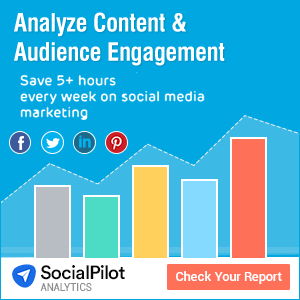 Analyze Content &
Audience Engagement
Save 5+ hours
every week on social media
marketing
SocialPilot
ANALYTICS
Check Your Report